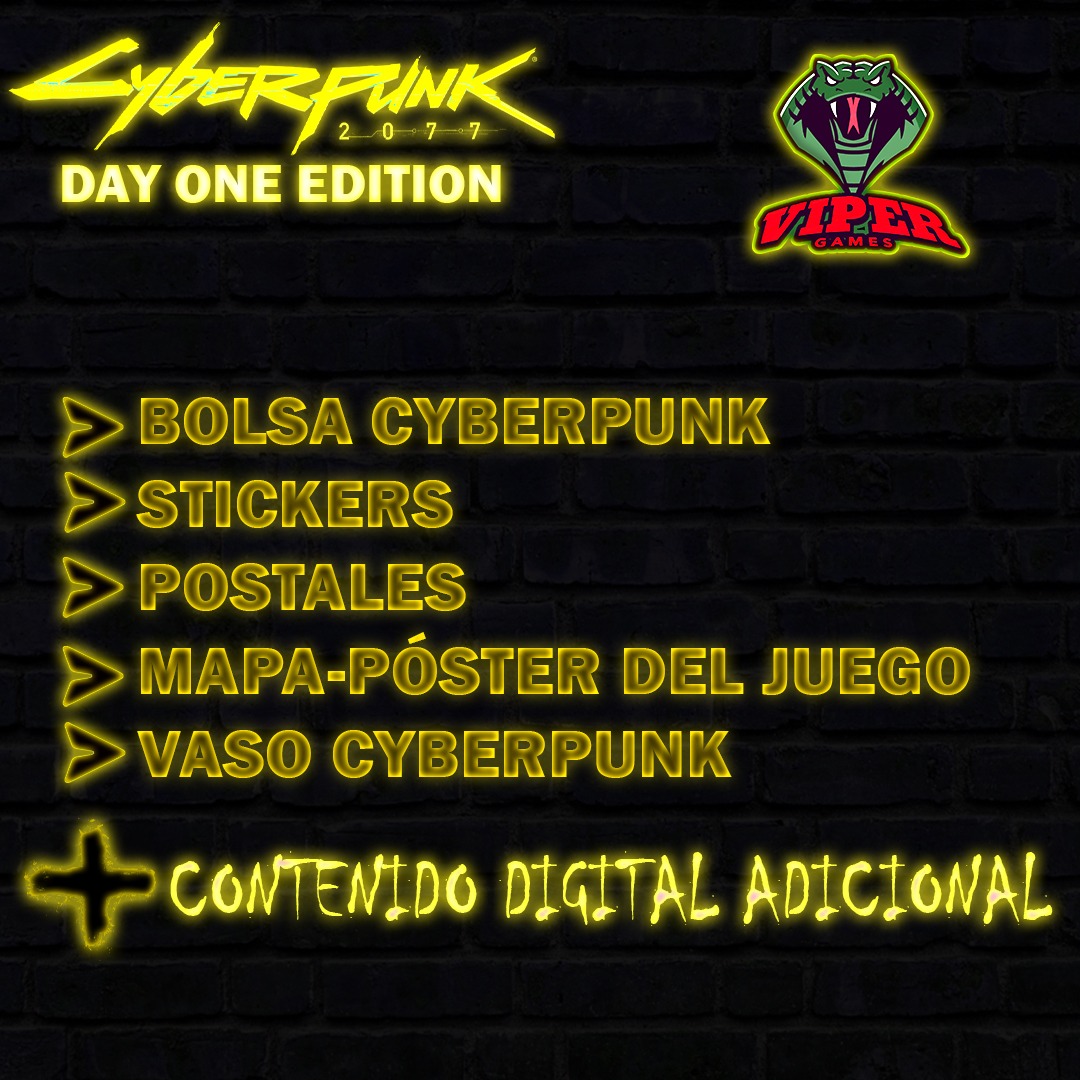 CYBERPUNK
2077
DAY ONE EDITION
VIPER
GAMES
BOLSA CYBERPUNK
STICKERS
POSTALES
MAPA-PÓSTER DEL JUEGO
VASO CYBERPUNK
+ CONTENIDO DIGITAL ADICIONAL